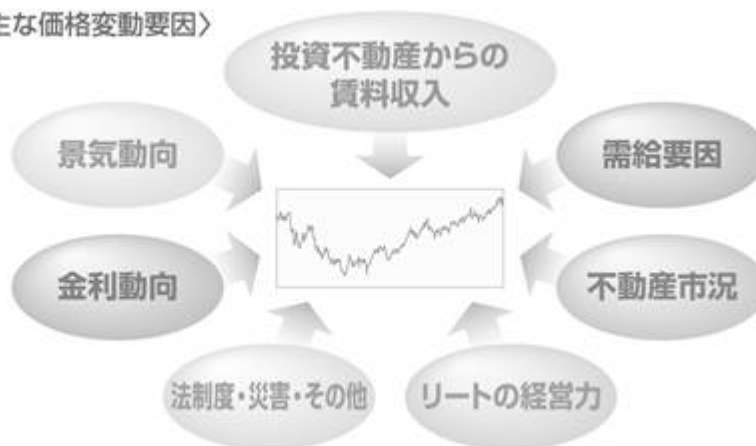 主な価格変動要因〉
投資不動産からの
賃料収入
景気動向
需給要因
金利動向
不動産市況
法制度・災害・その他
リートの経営力